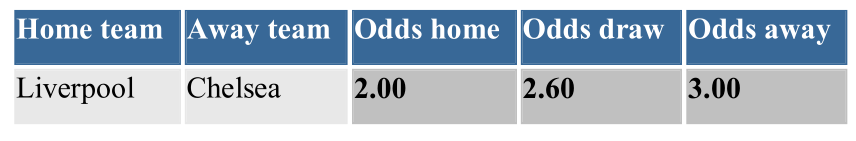 Home team Away team Odds home Odds draw Odds away
Liverpool Chelsea 2.00 2.60 3.00